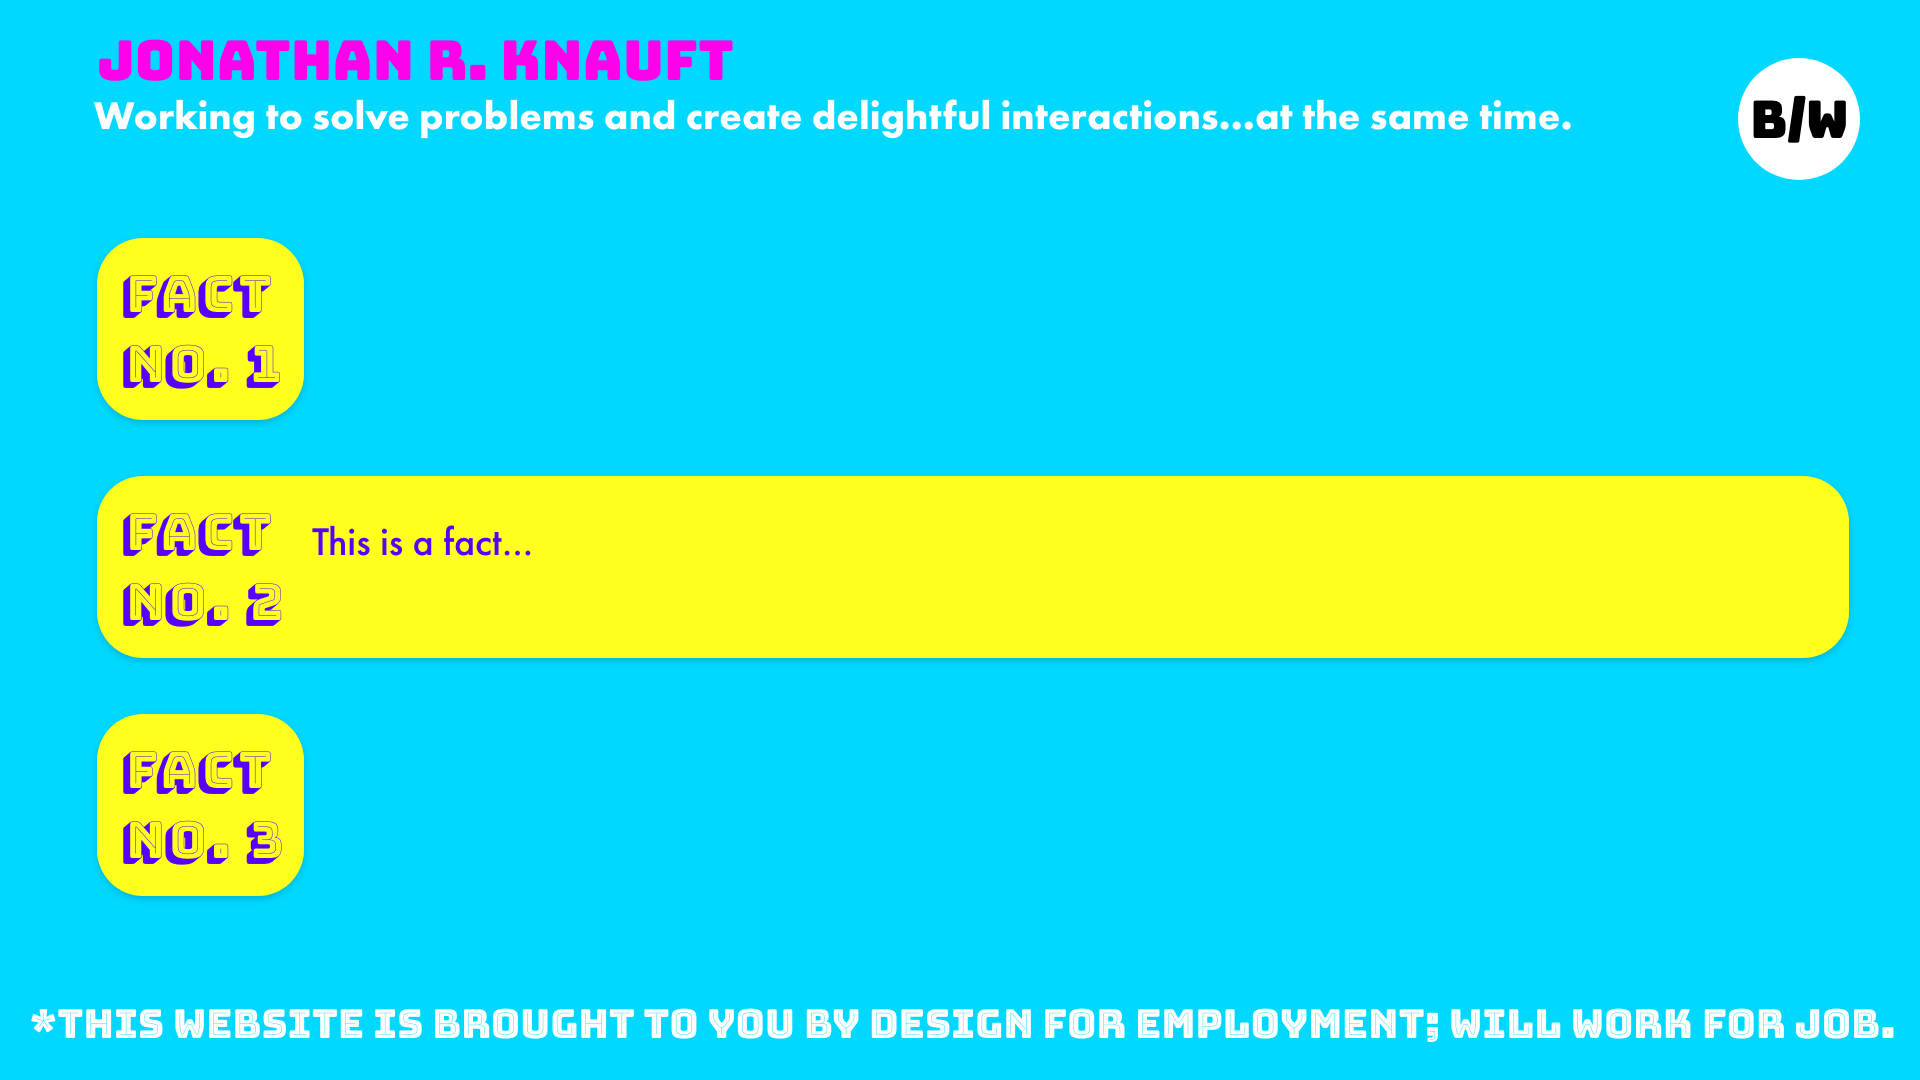 JONATHAN R. KNAUFT
Working to solve problems and create delightful interactions...at the same time.
B/W
FACT
NO. 1
FACT
NO. 2
This is a fact...
FACT
NO. 3
*THIS WEBSITE IS BROUGHT TO YOU BY DESIGN FOR EMPLOYMENT; WILL WORK FOR JOB.